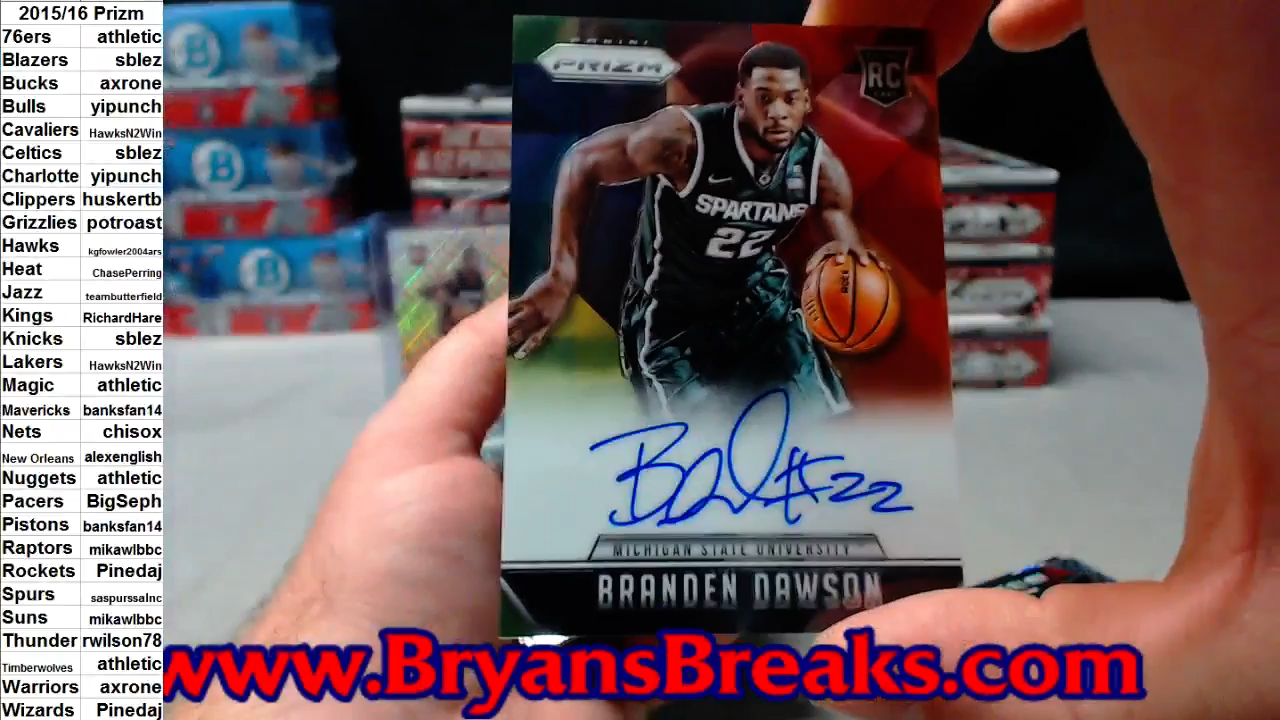 2015/16 Prizm
76ers athletic
Blazers sblez
Bucks axrone
Bulls yipunch
Cavaliers HawksN2Win
Celtics sblez
Charlotte yipunch
Clippers huskertb
Grizzlies potroast
Hawks kgfowler2004ars
Heat ChasePerring
Jazz teambutterfield
Kings RichardHare
Knicks sblez
Lakers HawksN2Win
Magic athletic
Mavericks banksfan14
Nets chisox
New Orleans alexenglish
Nuggets athletic
Pacers BigSeph
Pistons banksfan14
Raptors mikawlbbc
Rockets Pinedaj
Spurs saspurssaInc
Suns mikawlbbc
Thunder rwilson78
Timberwolves athletic
Warriors axrone
Wizards Pinedaj
PANINI
PRIZM
RC
SPARTANS
22
#22
MICHIGAN STATE UNIVERSITY
BRANDEN DAWSON
www.BryansBreaks.com